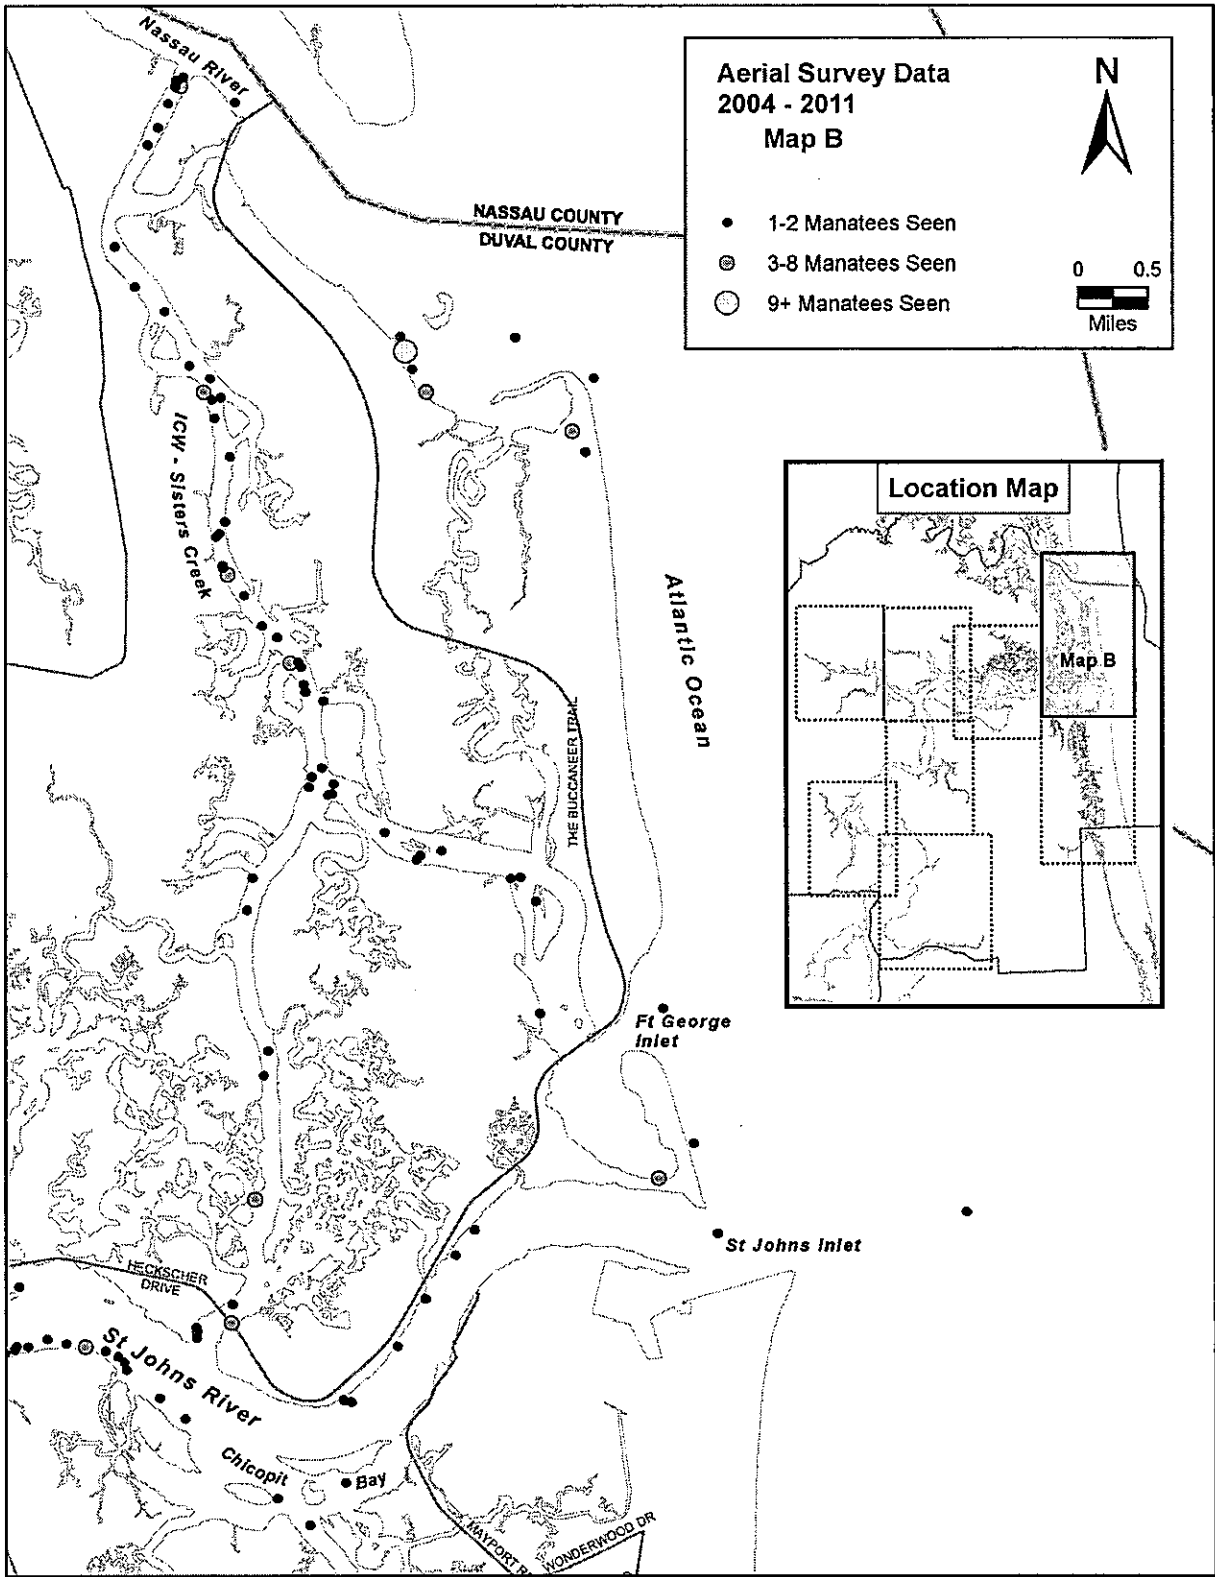 Nassau River
Aerial Survey Data
2004 - 2011
Map B
N
1-2 Manatees Seen
3-8 Manatees Seen
9+ Manatees Seen
0 0.5
Miles
NASSAU COUNTY
DUVAL COUNTY
ICW - Sisters Creek
Location Map
Map B
Atlantic Ocean
THE BUCCANEER TRAIL
Ft George
Inlet
St Johns Inlet
HECKSCHER
DRIVE
St Johns River
Chicopit Bay
MAYPORT
WONDERWOOD DR